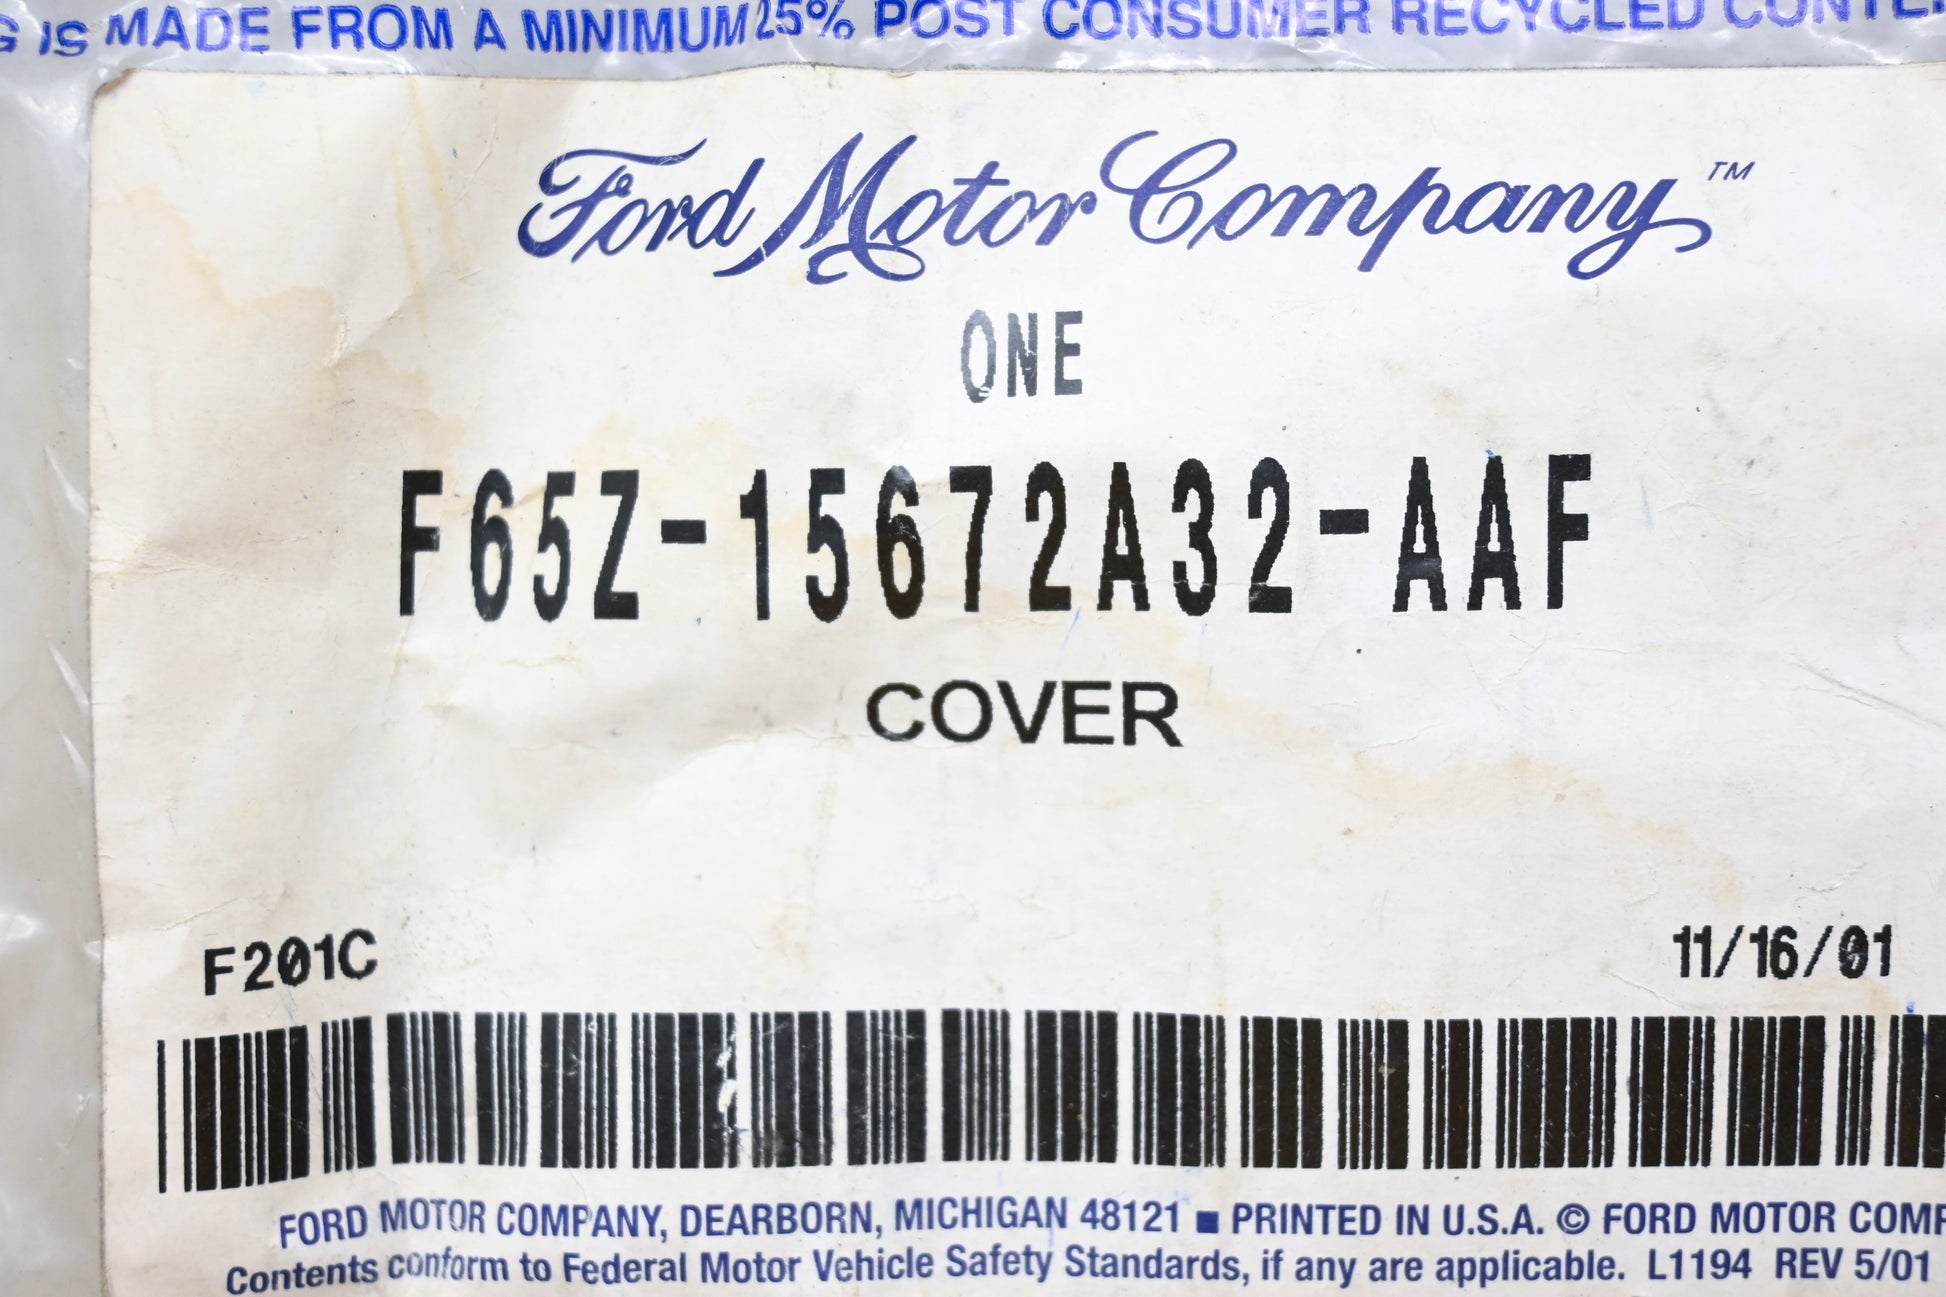 IS MADE FROM A MINIMUM 25% POST CONSUMER RECYCLED
Ford Motor Company™
ONE
F65Z-15672A32-AAF
COVER
F201C
11/16/01
FORD MOTOR COMPANY, DEARBORN, MICHIGAN 48121 ■ PRINTED IN U.S.A. © FORD MOTOR
Contents conform to Federal Motor Vehicle Safety Standards, if any are applicable. L1194 REV 5/01